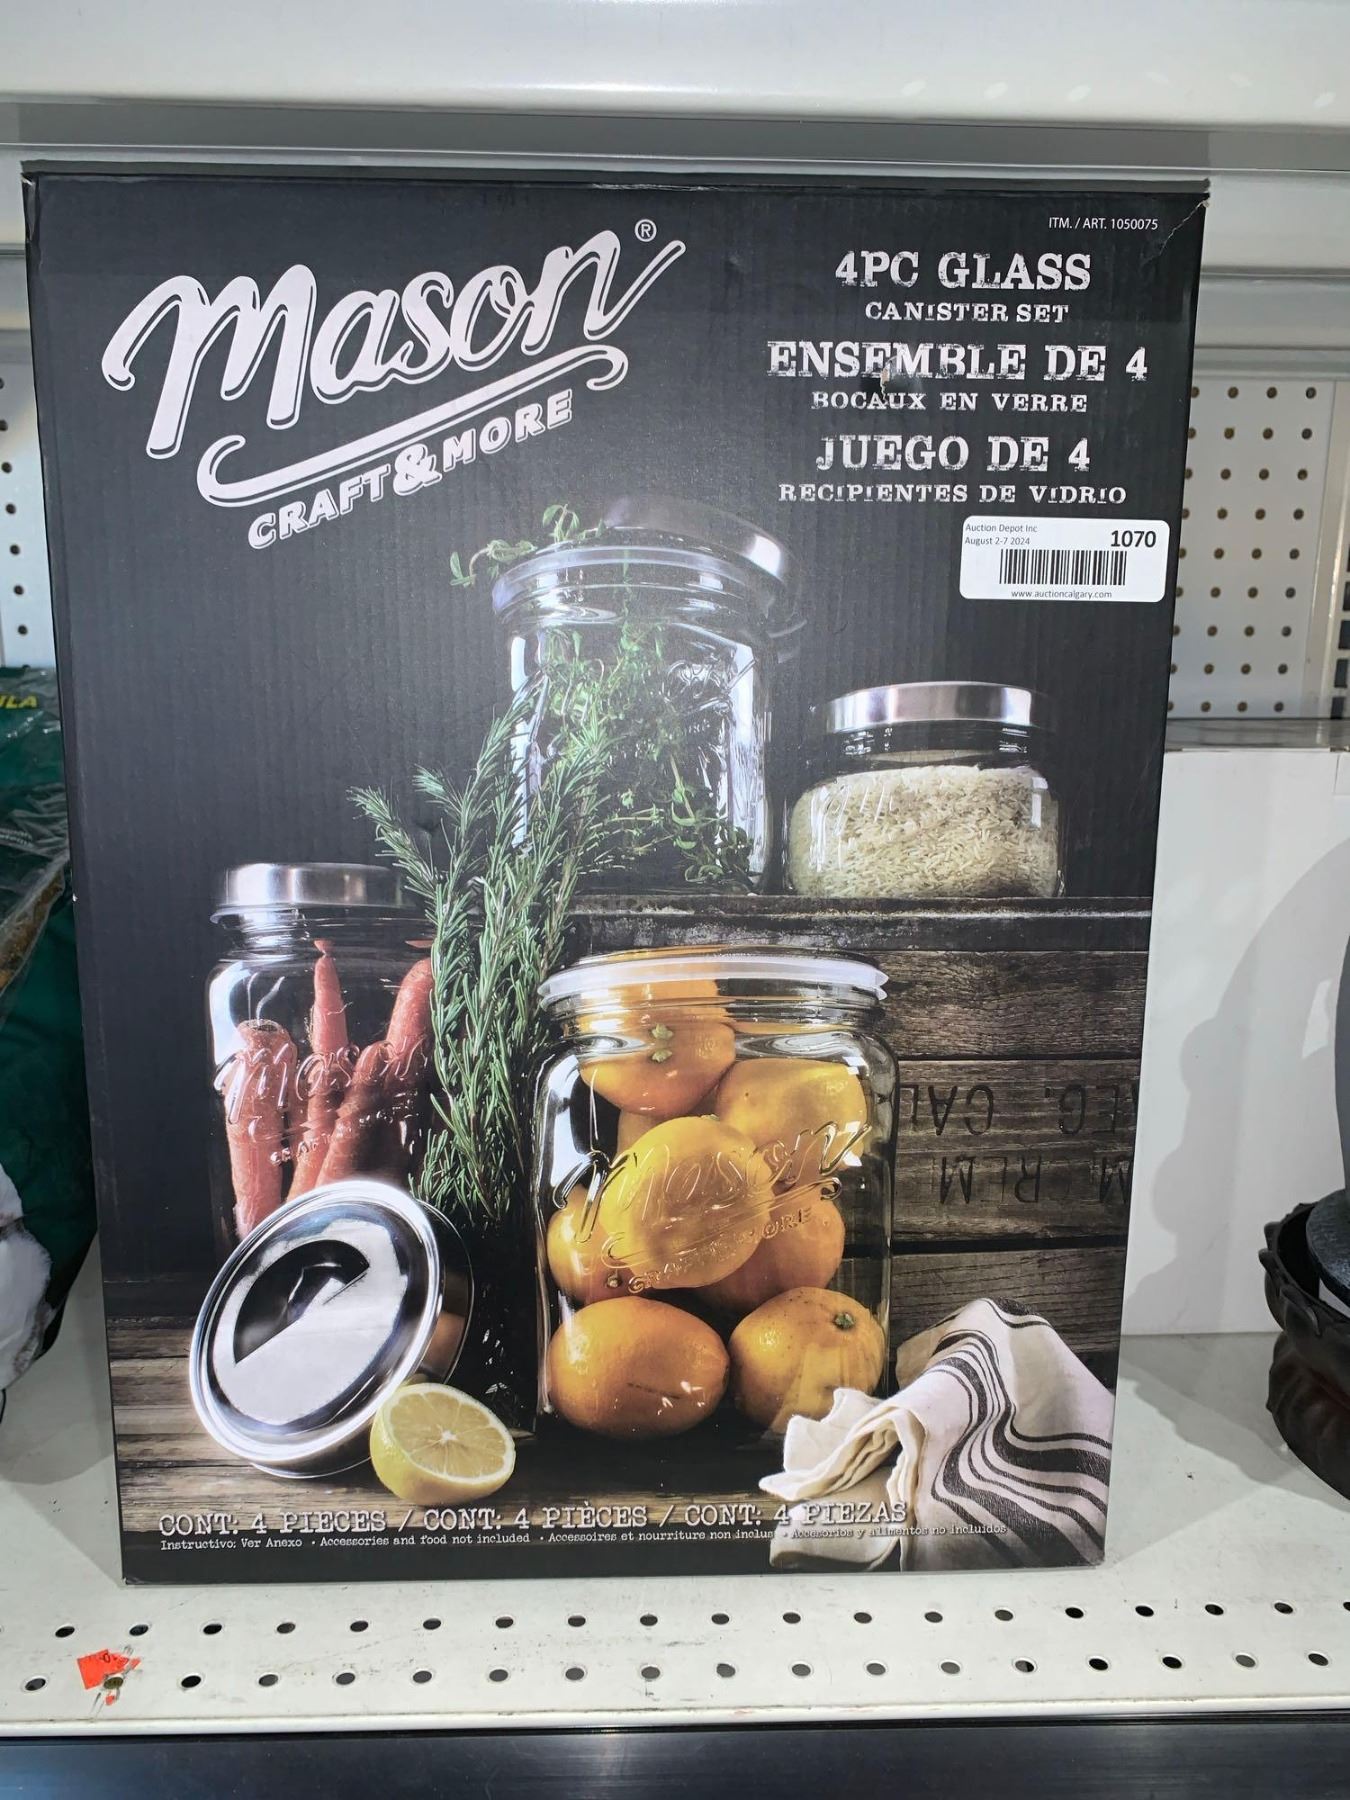 ITM. / ART. 1050075
Mason®
CRAFT & MORE
4PC GLASS
CANISTER SET
ENSEMBLE DE 4
BOCAUX EN VERRE
JUEGO DE 4
RECIPIENTES DE VIDRIO
Auction Depot Inc
August 2-7 2024
1070
www.auctioncalgary.com
ULA
Mason
Mason
CRAFT & MORE
CAL
REG.
CONT: 4 PIECES / CONT: 4 PIÈCES / CONT: 4 PIEZAS
Instructivo: Ver Anexo • Accessories and food not included • Accessoires et nourriture non inclus • Accesorios y alimentos no incluidos